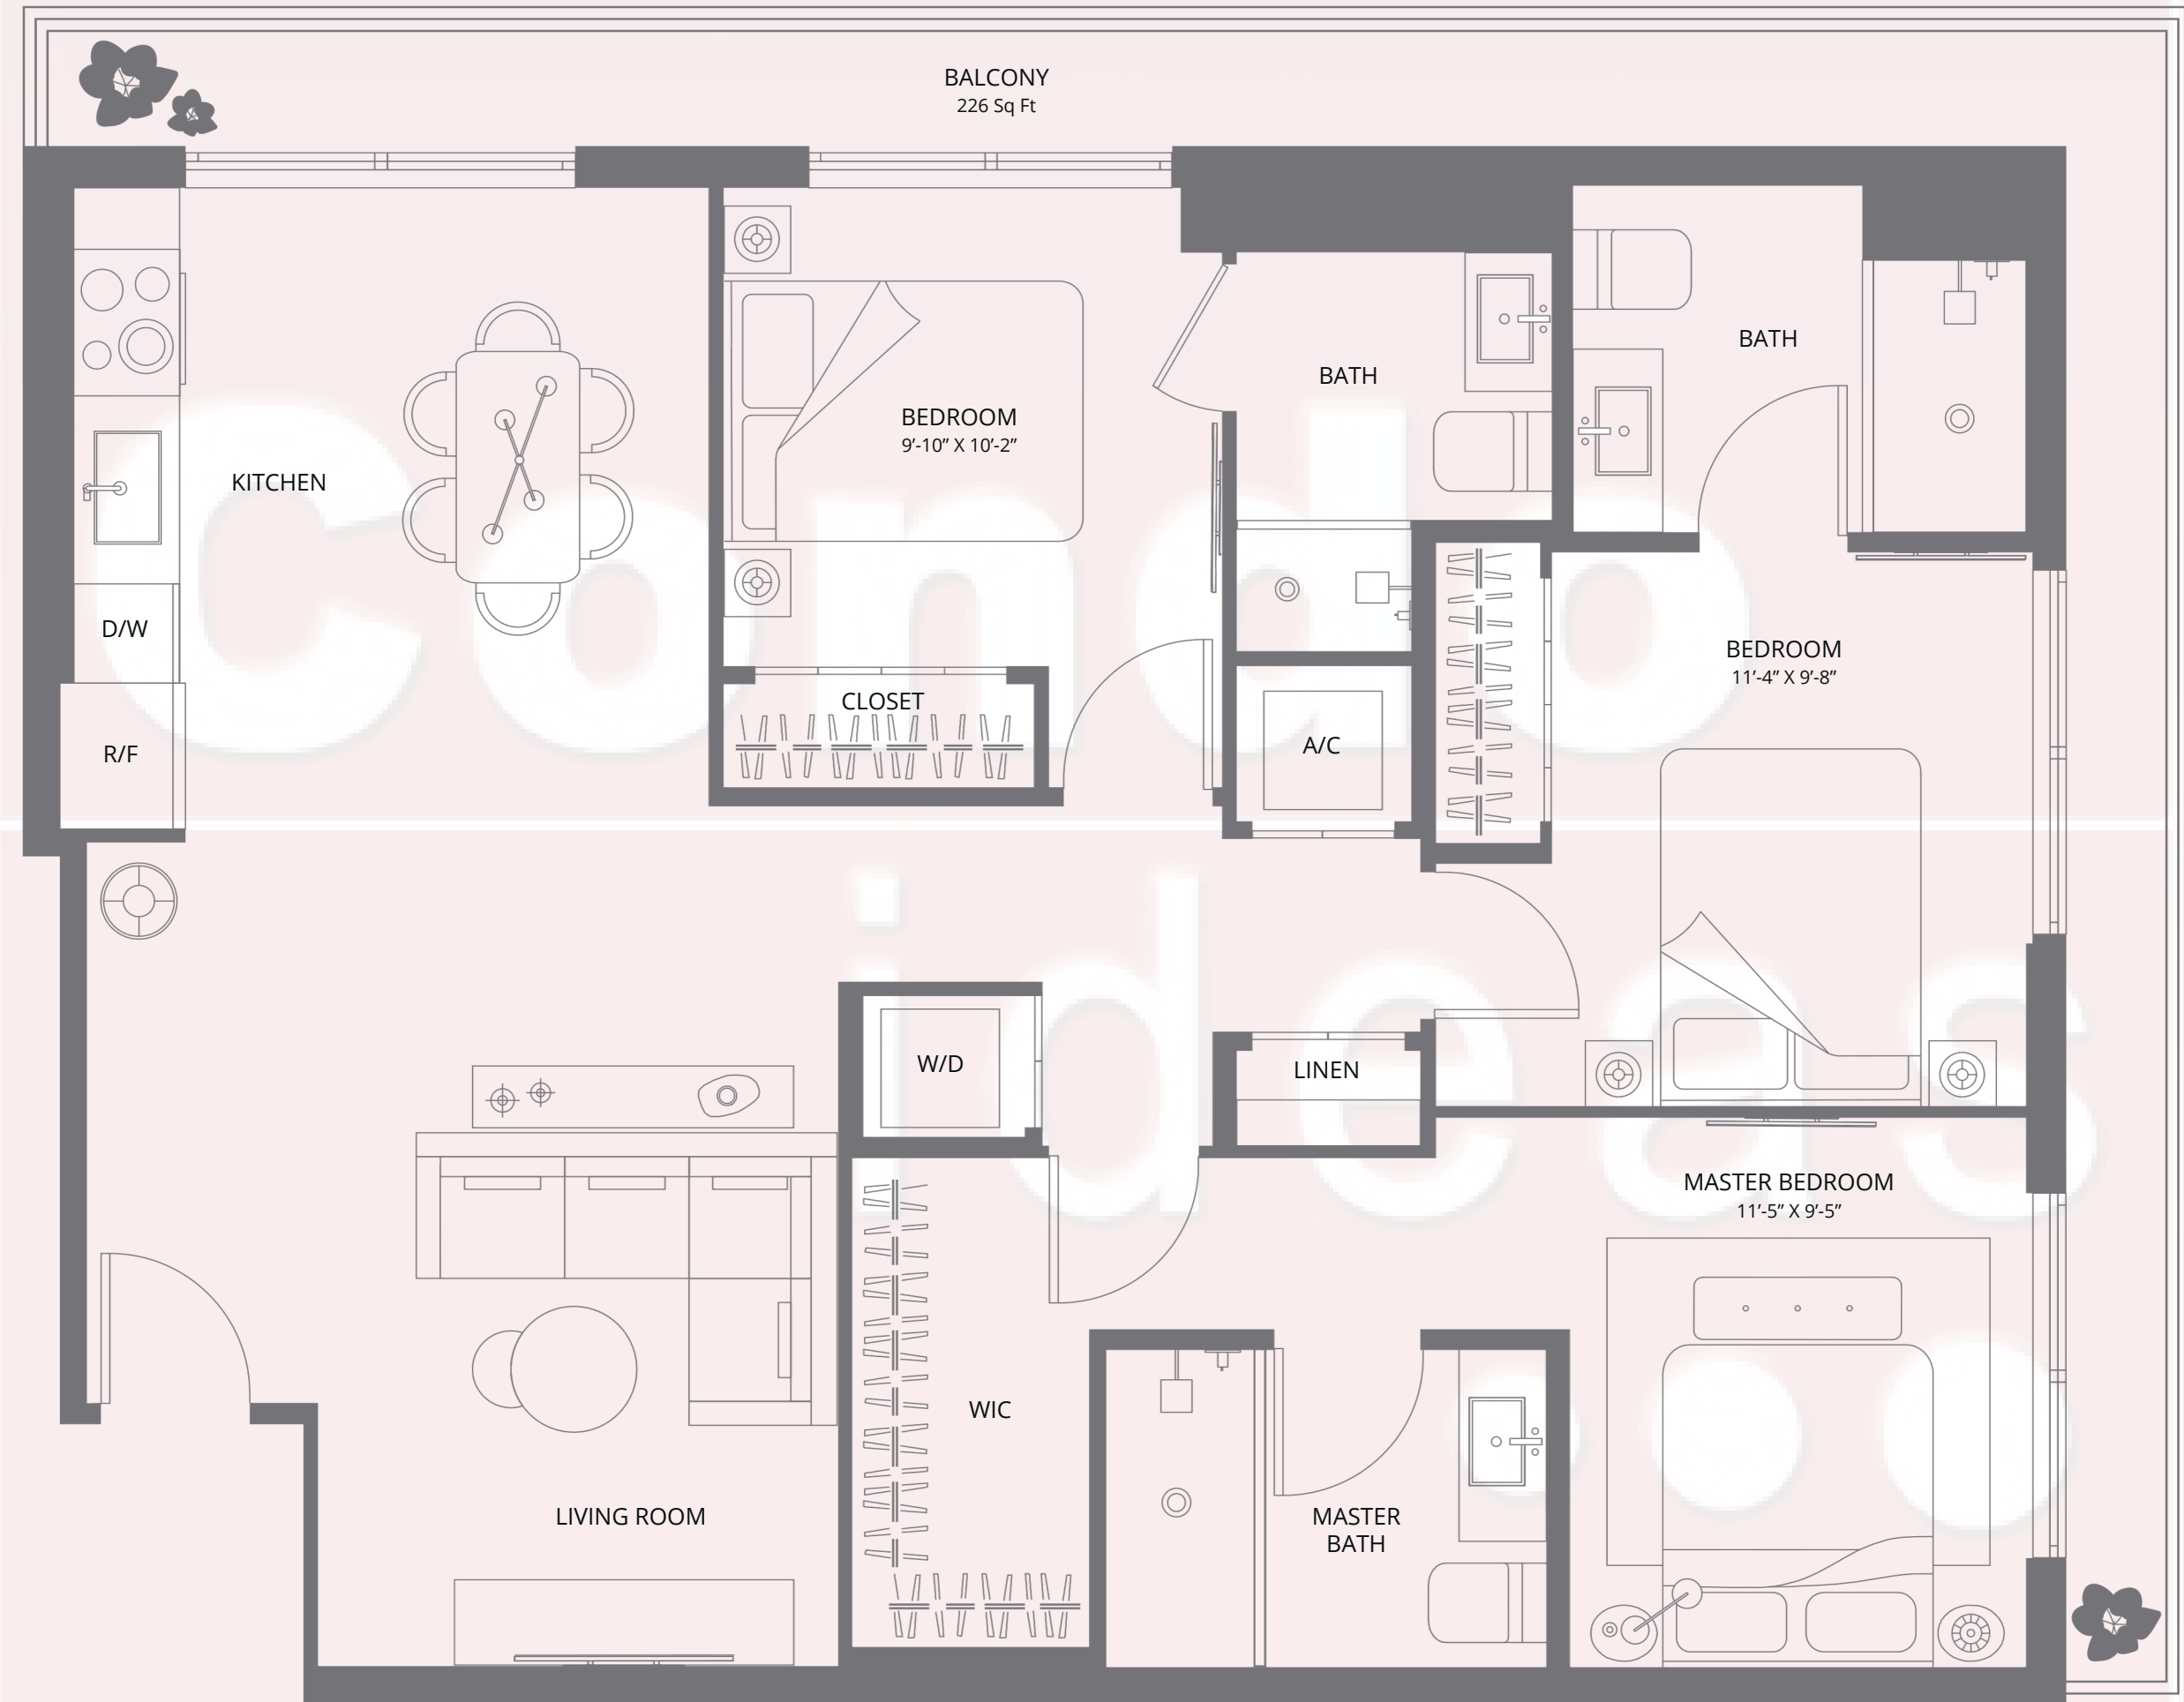 BALCONY
226 Sq Ft
KITCHEN
D/W
R/F
BEDROOM
9'-10” X 10'-2”
CLOSET
BATH
BATH
A/C
BEDROOM
11'-4” X 9'-8”
W/D
LINEN
MASTER BEDROOM
11'-5” X 9'-5”
WIC
LIVING ROOM
MASTER
BATH
Condo
ideas